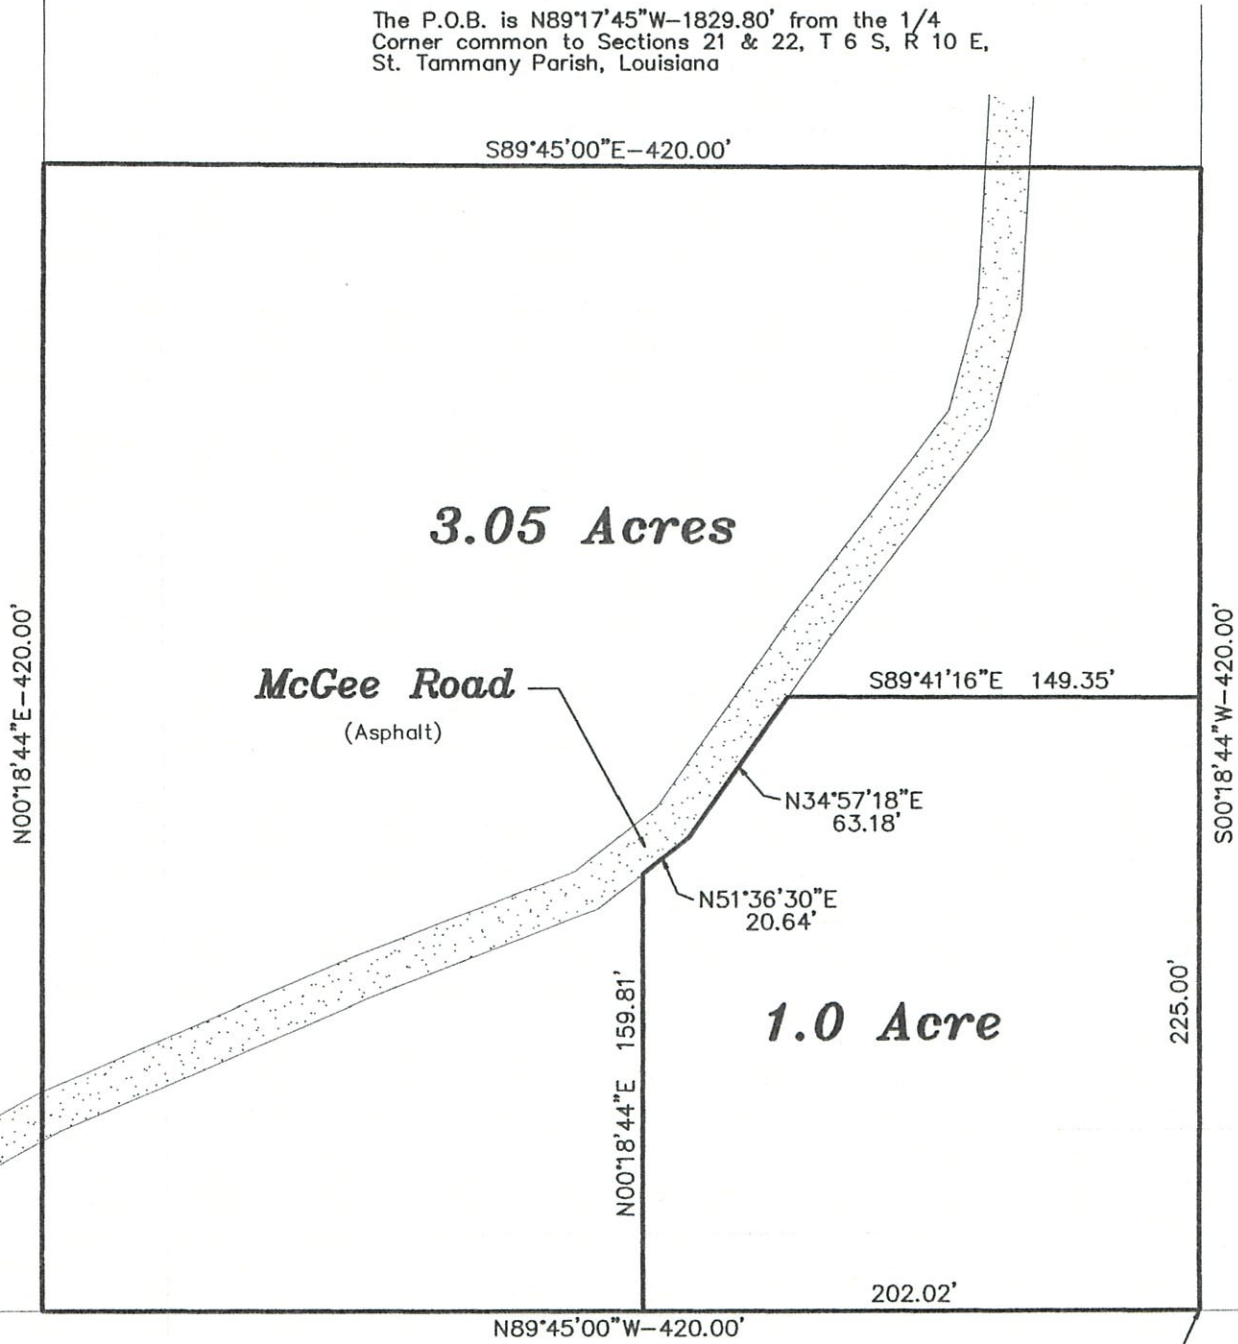 The P.O.B. is N89°17'45"W-1829.80' from the 1/4
Corner common to Sections 21 & 22, T 6 S, R 10 E,
St. Tammany Parish, Louisiana
S89°45'00"E-420.00'
3.05 Acres
N00°18'44"E-420.00'
S00°18'44"W-420.00'
McGee Road
(Asphalt)
S89°41'16"E 149.35'
N34°57'18"E
63.18'
N51°36'30"E
20.64'
N00°18'44"E 159.81'
1.0 Acre
225.00'
202.02'
N89°45'00"W-420.00'